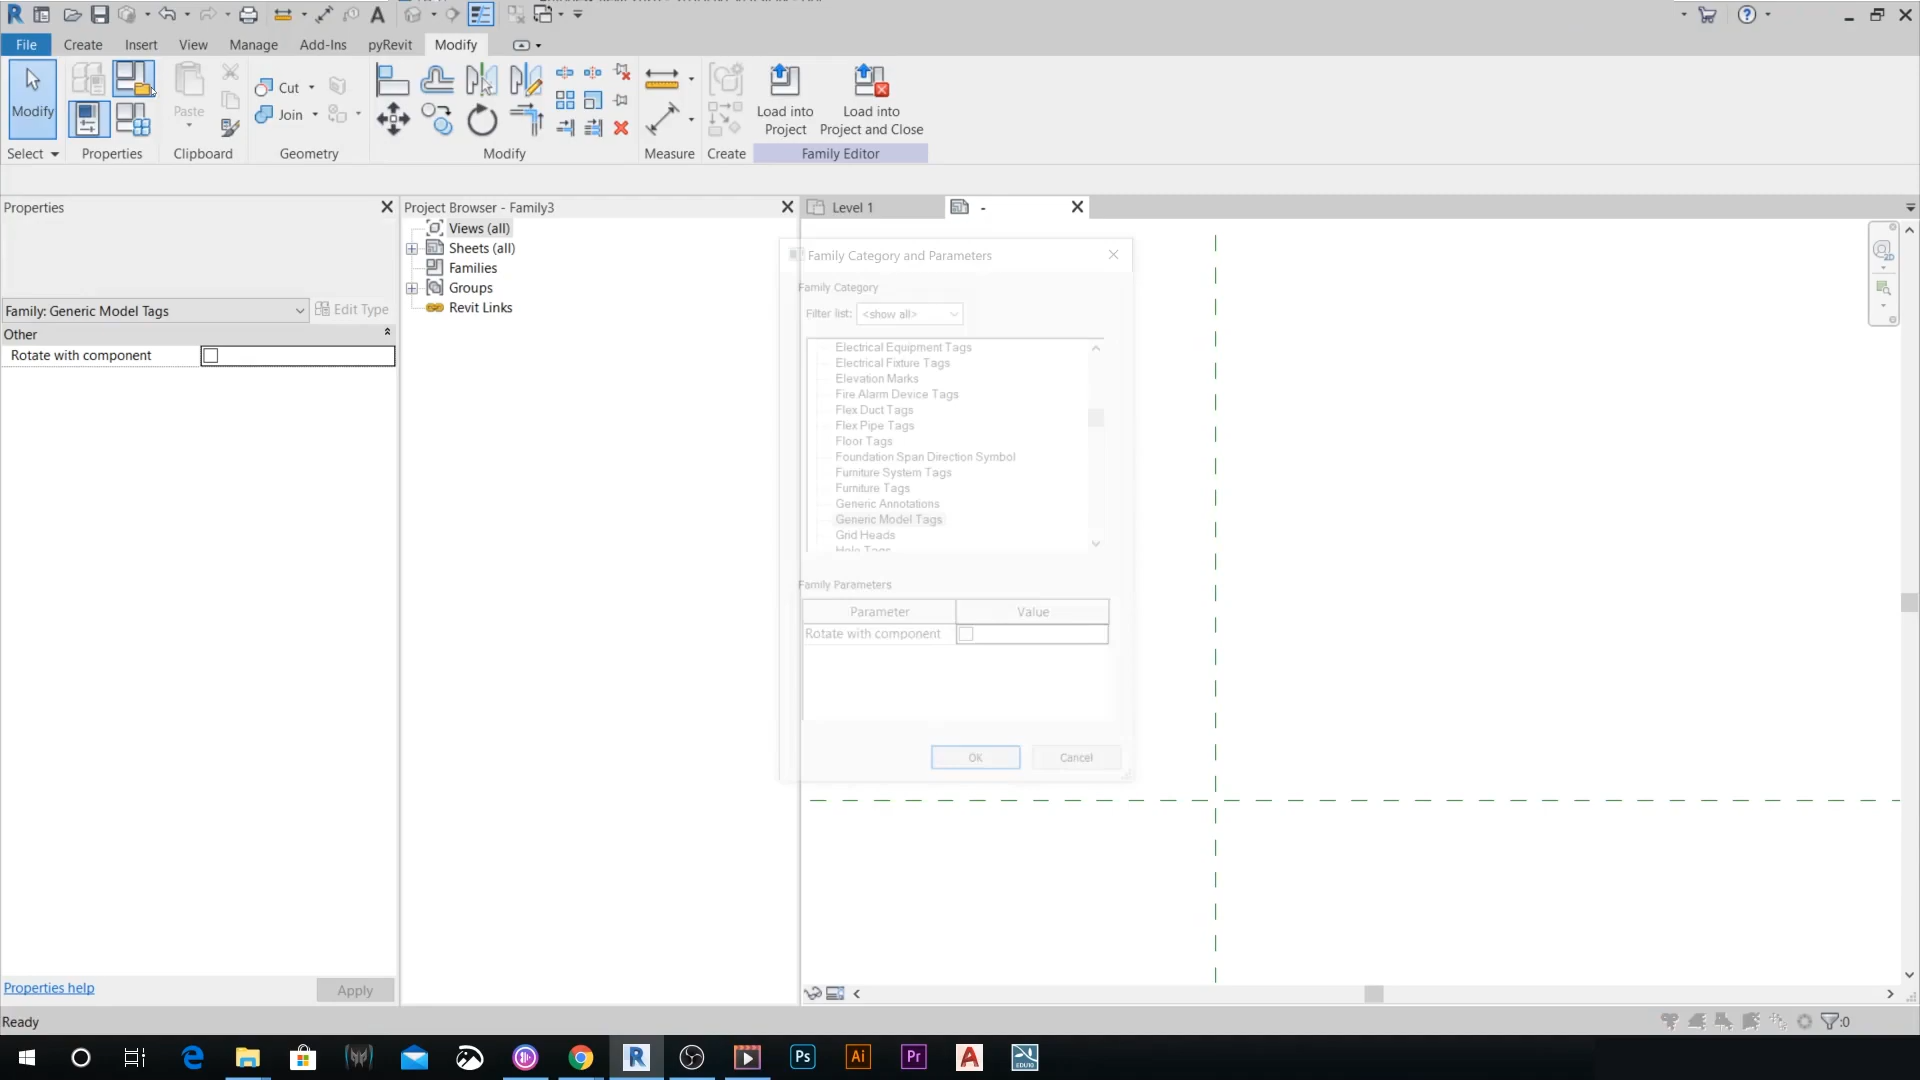 File Create Insert View Manage Add-Ins pyRevit Modify
Modify
Paste
Cut
Join
Load into
Project
Load into
Project and Close
Select Properties Clipboard Geometry Modify Measure Create Family Editor
Properties
Family: Generic Model Tags
Edit Type
Other
Rotate with component
Properties help
Apply
Project Browser - Family3
Views (all)
Sheets (all)
Families
Groups
Revit Links
Level 1
-
Family Category and Parameters
Family Category
Filter list: <show all>
Electrical Equipment Tags
Electrical Fixture Tags
Elevation Marks
Fire Alarm Device Tags
Flex Duct Tags
Flex Pipe Tags
Floor Tags
Foundation Span Direction Symbol
Furniture System Tags
Furniture Tags
Generic Annotations
Generic Model Tags
Grid Heads
Family Parameters
Parameter Value
Rotate with component
OK Cancel
Ready
:0
Ps Ai Pr